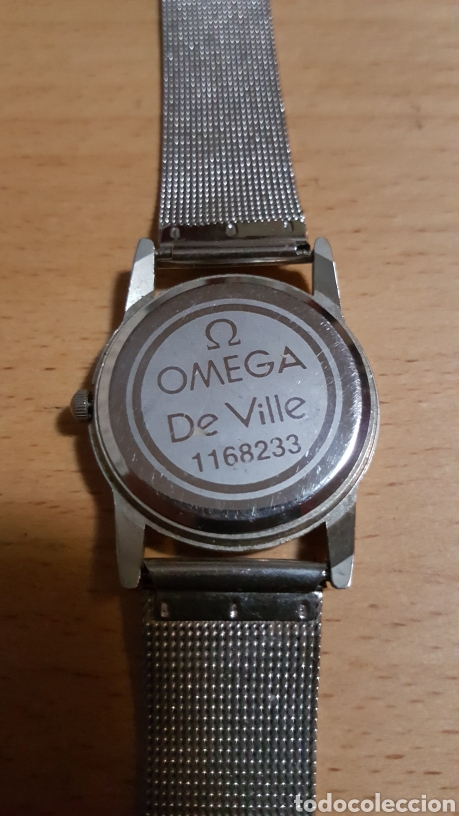 Ω
OMEGA
De Ville
1168233
todocoleccion